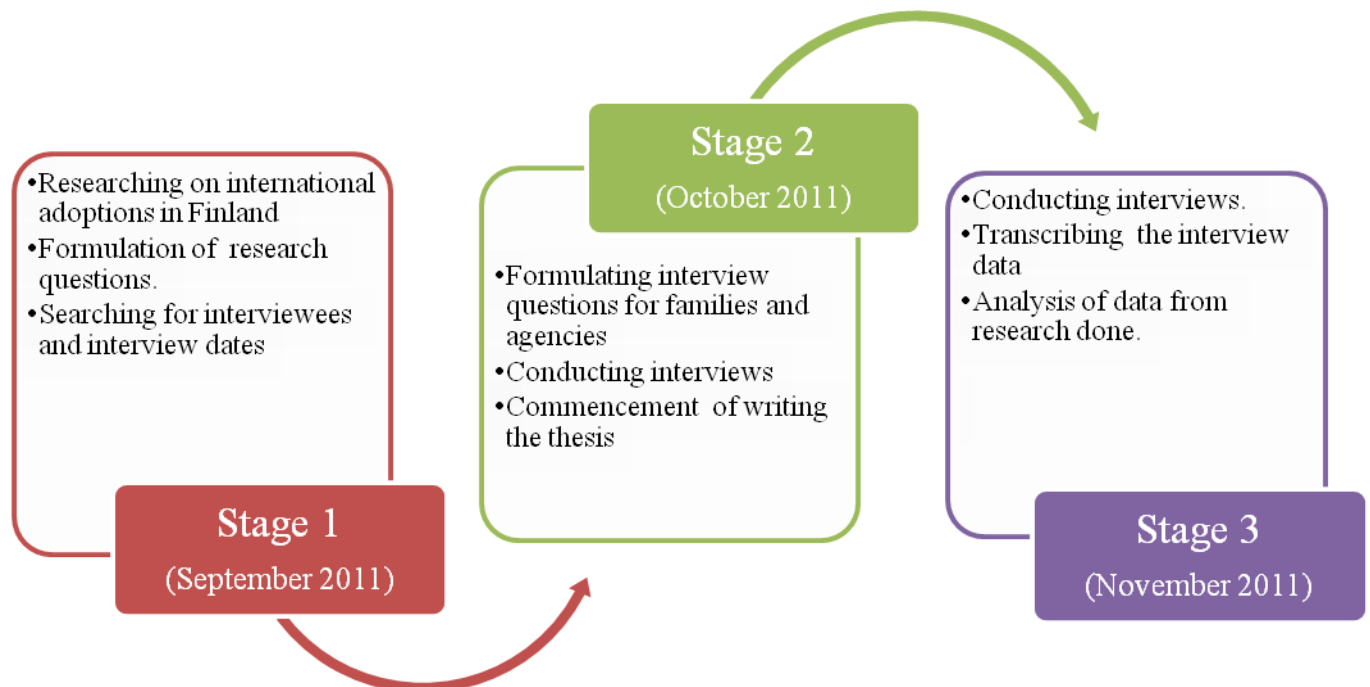 •Researching on international
adoptions in Finland
•Formulation of research
questions.
•Searching for interviewees
and interview dates
Stage 1
(September 2011)
Stage 2
(October 2011)
•Formulating interview
questions for families and
agencies
•Conducting interviews
•Commencement of writing
the thesis
•Conducting interviews.
•Transcribing the interview
data
•Analysis of data from
research done.
Stage 3
(November 2011)